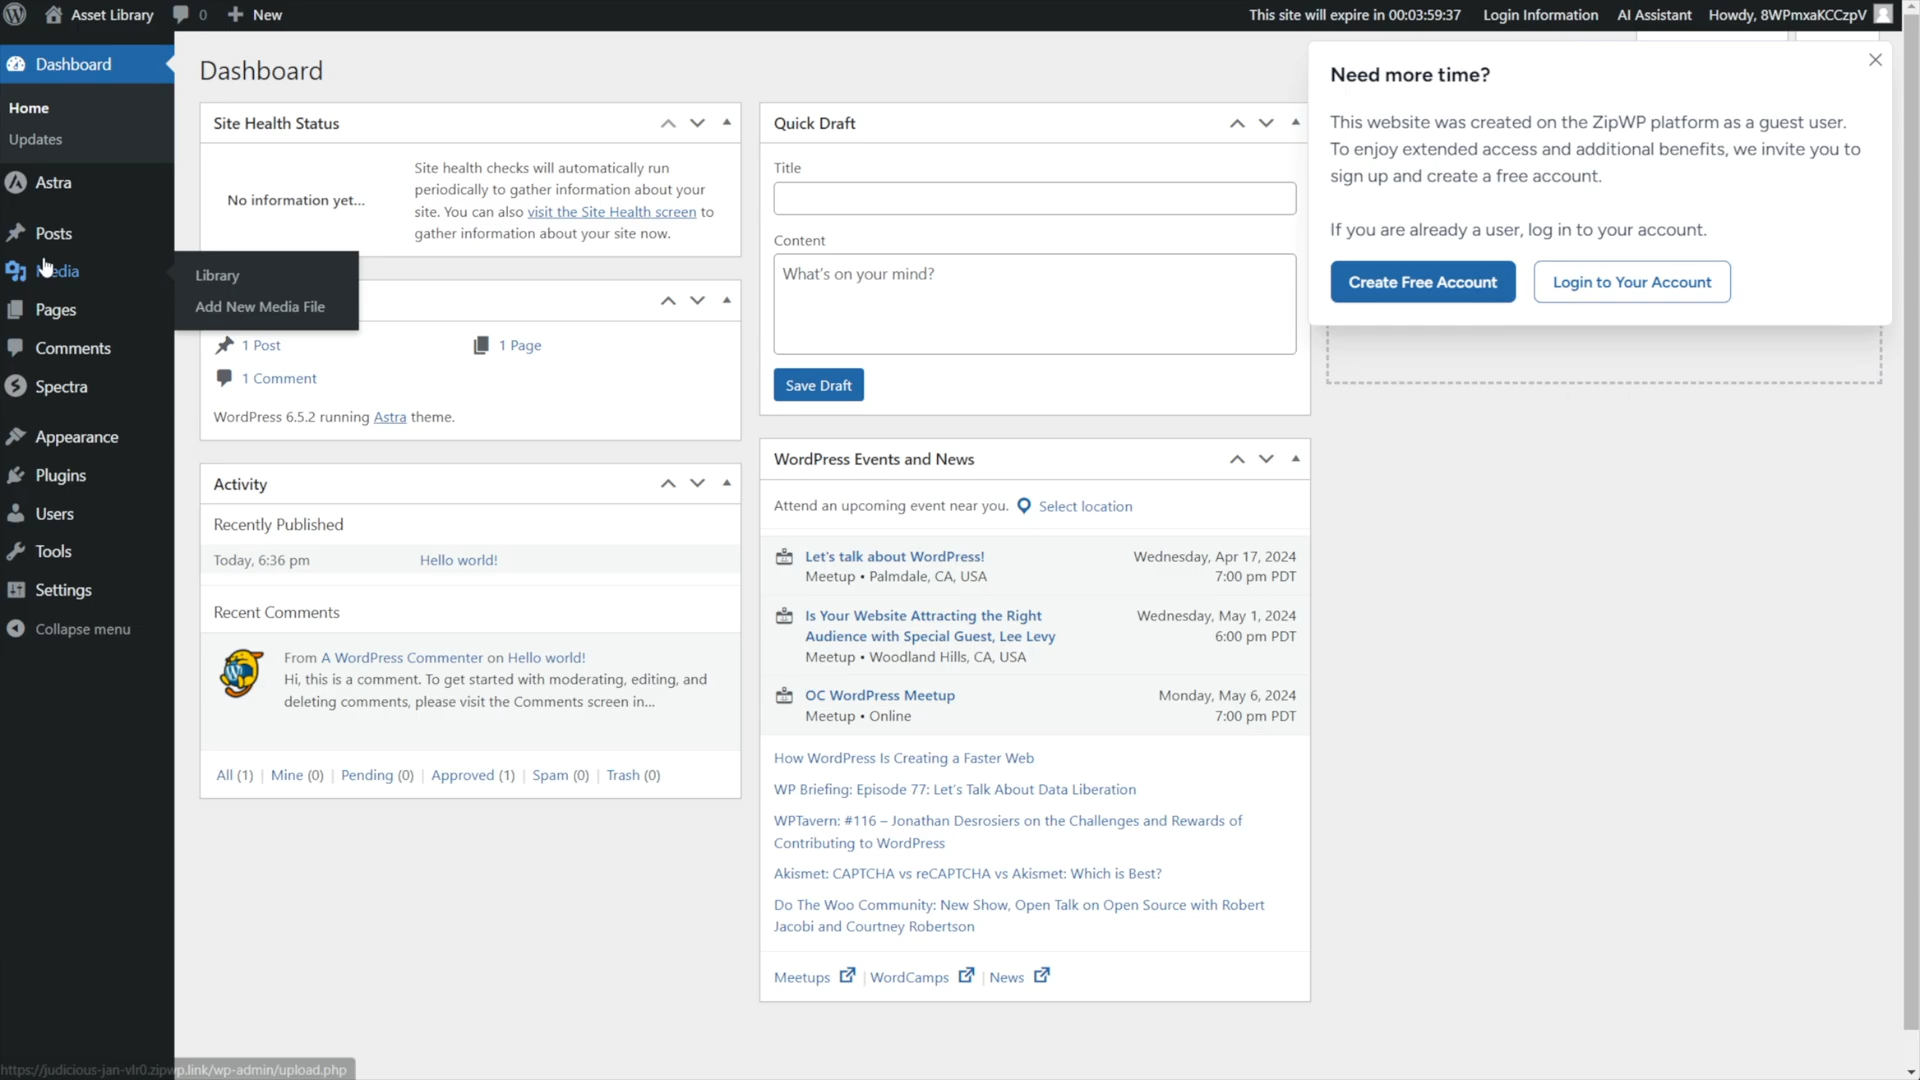 Asset Library
0
New
This site will expire in 00:03:59:37
Login Information
AI Assistant
Howdy, 8WPmxaKCCzpV
Dashboard
Home
Updates
Astra
Posts
Media
Pages
Comments
Spectra
Appearance
Plugins
Users
Tools
Settings
Collapse menu
Library
Add New Media File
Dashboard
Site Health Status
No information yet...
Site health checks will automatically run
periodically to gather information about your
site. You can also visit the Site Health screen to
gather information about your site now.
1 Post
1 Page
1 Comment
WordPress 6.5.2 running Astra theme.
Activity
Recently Published
Today, 6:36 pm
Hello world!
Recent Comments
From A WordPress Commenter on Hello world!
Hi, this is a comment. To get started with moderating, editing, and
deleting comments, please visit the Comments screen in...
All (1) | Mine (0) | Pending (0) | Approved (1) | Spam (0) | Trash (0)
Quick Draft
Title
Content
What's on your mind?
Save Draft
WordPress Events and News
Attend an upcoming event near you. Select location
Let's talk about WordPress!
Meetup • Palmdale, CA, USA
Wednesday, Apr 17, 2024
7:00 pm PDT
Is Your Website Attracting the Right
Audience with Special Guest, Lee Levy
Meetup • Woodland Hills, CA, USA
Wednesday, May 1, 2024
6:00 pm PDT
OC WordPress Meetup
Meetup • Online
Monday, May 6, 2024
7:00 pm PDT
How WordPress Is Creating a Faster Web
WP Briefing: Episode 77: Let's Talk About Data Liberation
WPTavern: #116 – Jonathan Desrosiers on the Challenges and Rewards of
Contributing to WordPress
Akismet: CAPTCHA vs reCAPTCHA vs Akismet: Which is Best?
Do The Woo Community: New Show, Open Talk on Open Source with Robert
Jacobi and Courtney Robertson
Meetups | WordCamps | News
Need more time?
This website was created on the ZipWP platform as a guest user.
To enjoy extended access and additional benefits, we invite you to
sign up and create a free account.
If you are already a user, log in to your account.
Create Free Account
Login to Your Account
https://judicious-jan-vlr0.zipwp.link/wp-admin/upload.php